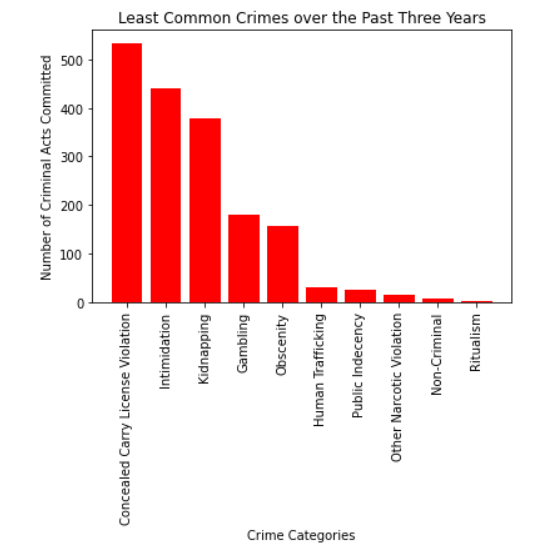 Least Common Crimes over the Past Three Years
Number of Criminal Acts Committed
500
400
300
200
100
0
Concealed Carry License Violation
Intimidation
Kidnapping
Gambling
Obscenity
Human Trafficking
Public Indecency
Other Narcotic Violation
Non-Criminal
Ritualism
Crime Categories